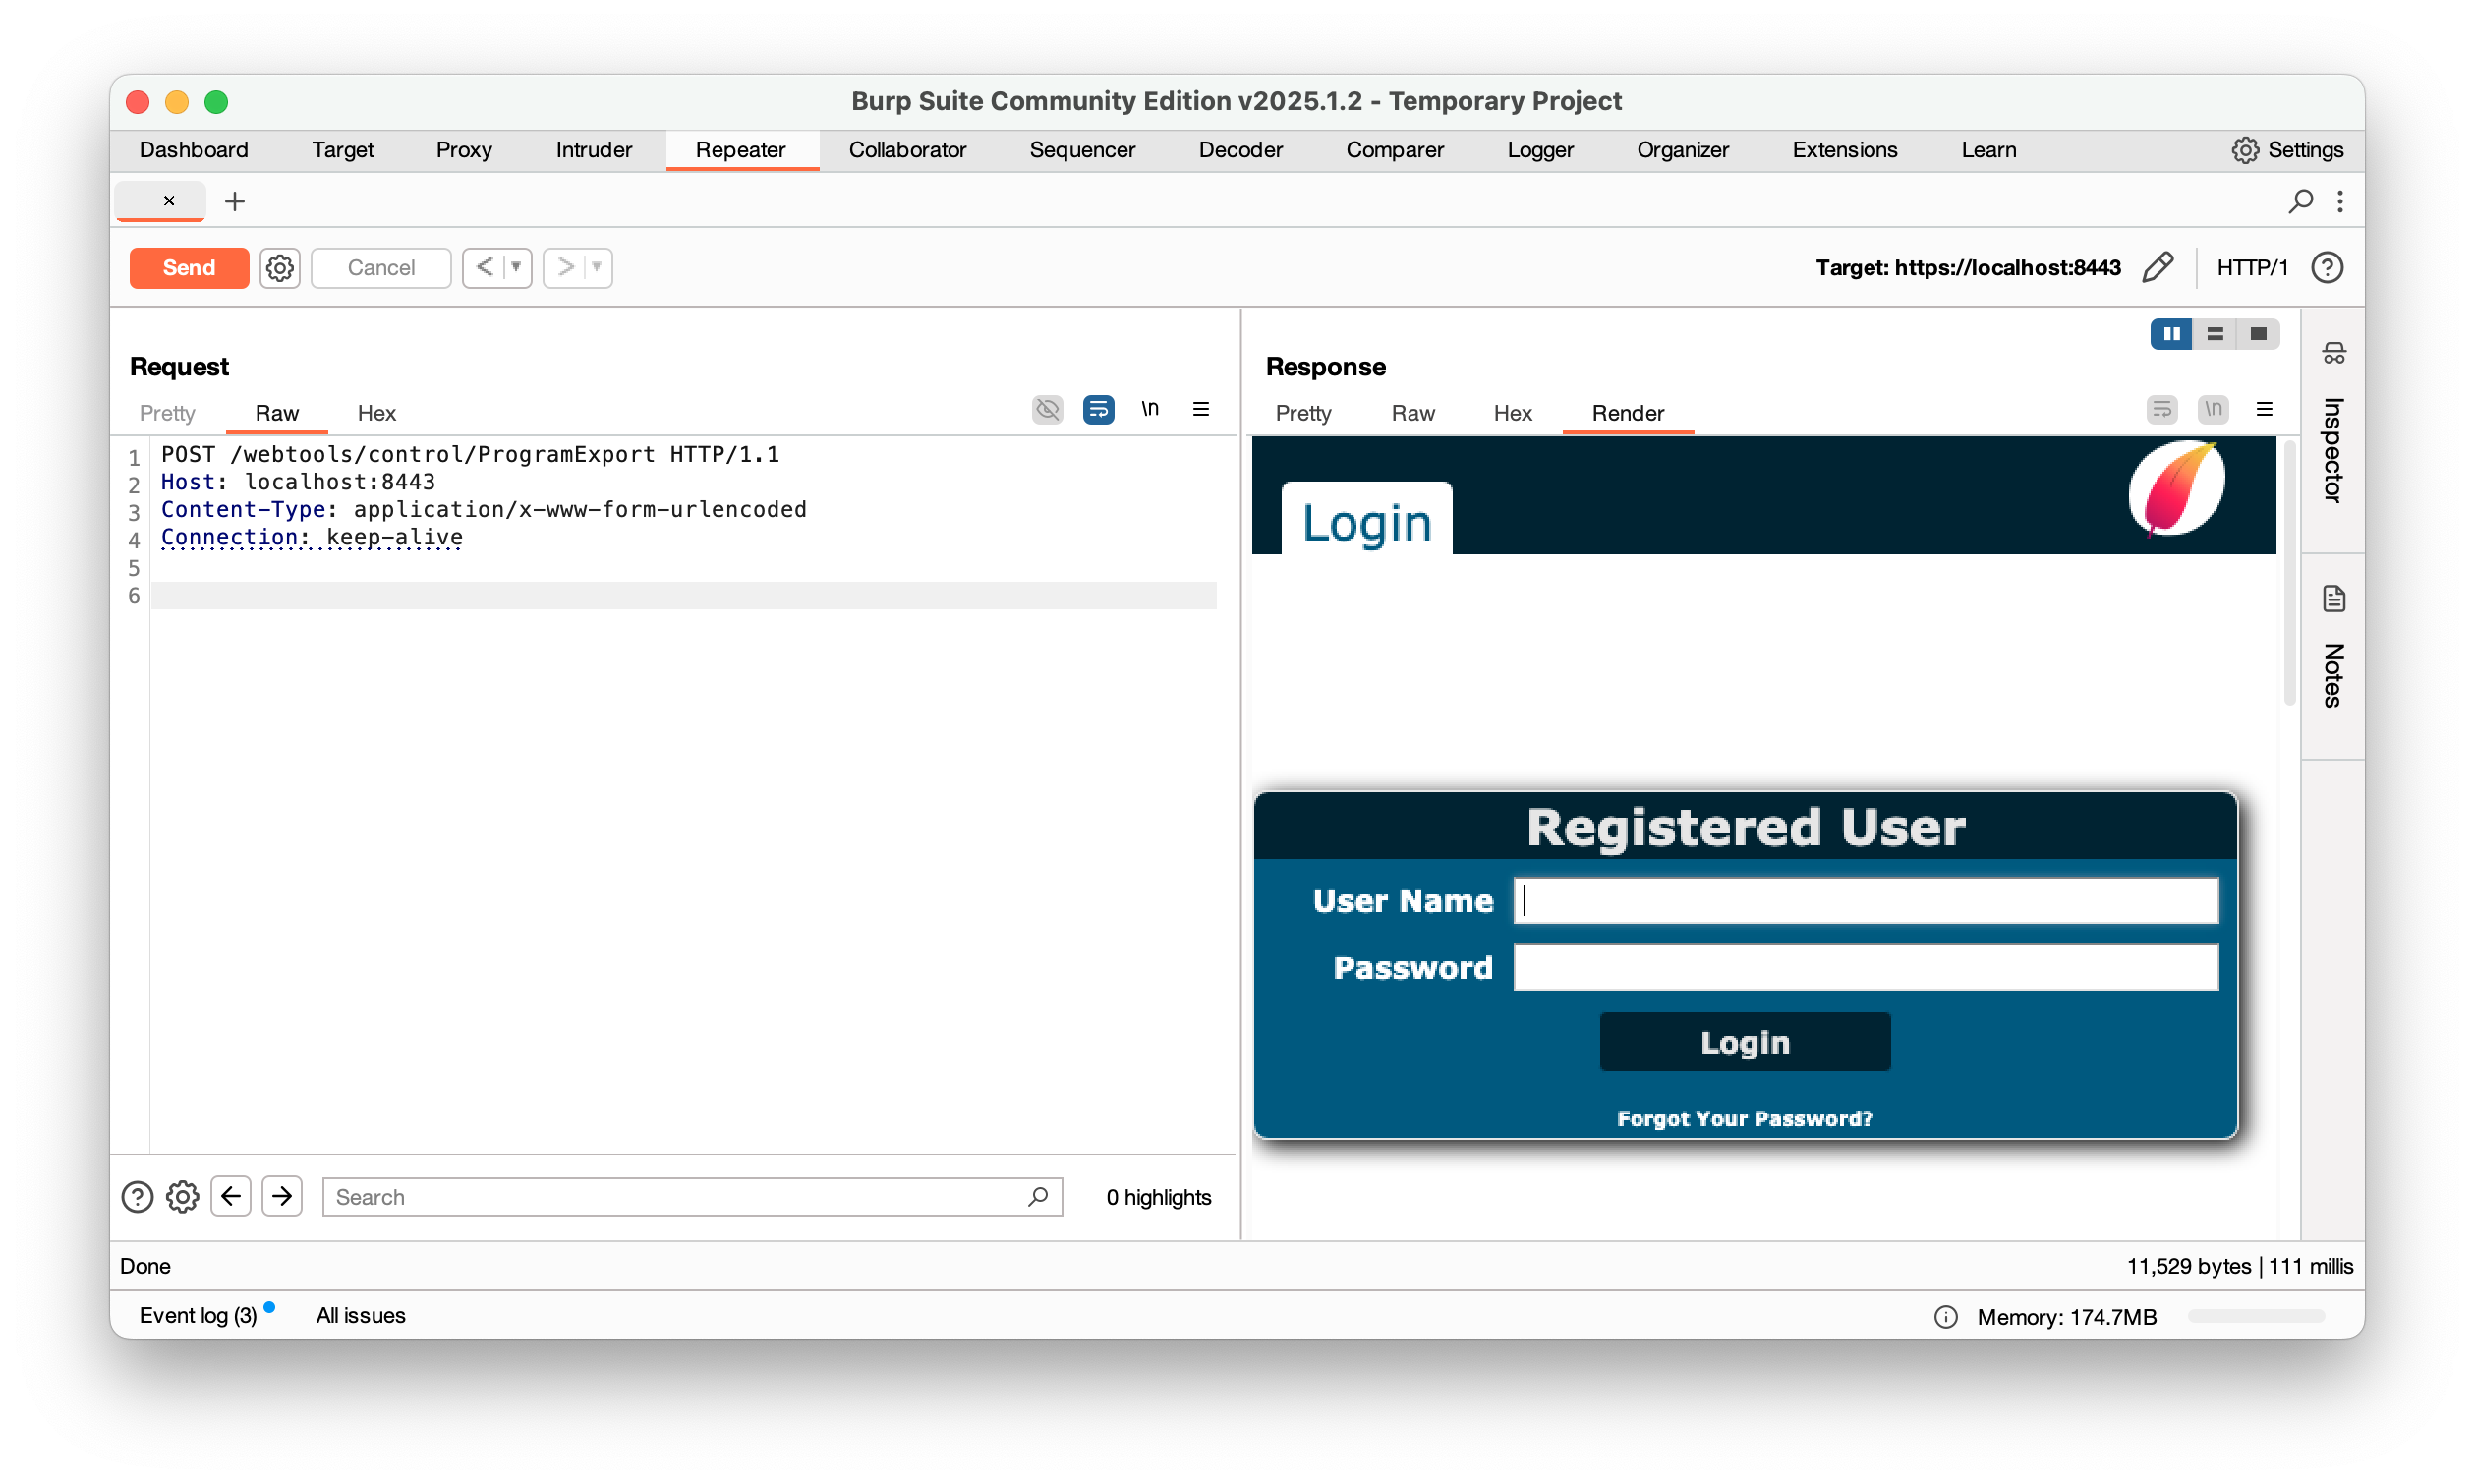 Burp Suite Community Edition v2025.1.2 - Temporary Project
Dashboard Target Proxy Intruder Repeater Collaborator Sequencer Decoder Comparer Logger Organizer Extensions Learn Settings
× +
Send Cancel < > Target: https://localhost:8443 HTTP/1 ?
Request
Pretty Raw Hex \n
1 POST /webtools/control/ProgramExport HTTP/1.1
2 Host: localhost:8443
3 Content-Type: application/x-www-form-urlencoded
4 Connection: keep-alive
5
6
Search
0 highlights
Response
Pretty Raw Hex Render \n
Login
Registered User
User Name
Password
Login
Forgot Your Password?
Inspector
Notes
Done
11,529 bytes | 111 millis
Event log (3) All issues
Memory: 174.7MB